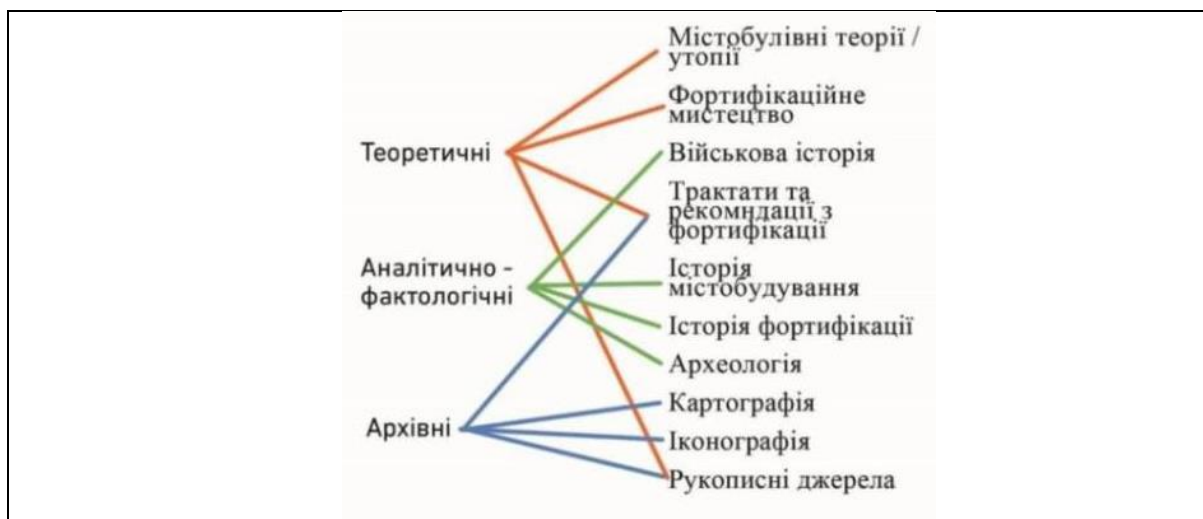 Містобулівні теорії /
утопії
Фортифікаційне
мистецтво
Теоретичні
Військова історія
Трактати та
рекомндації з
фортифікації
Аналітично -
фактологічні
Історія
містобудування
Історія фортифікації
Археологія
Архівні
Картографія
Іконографія
Рукописні джерела